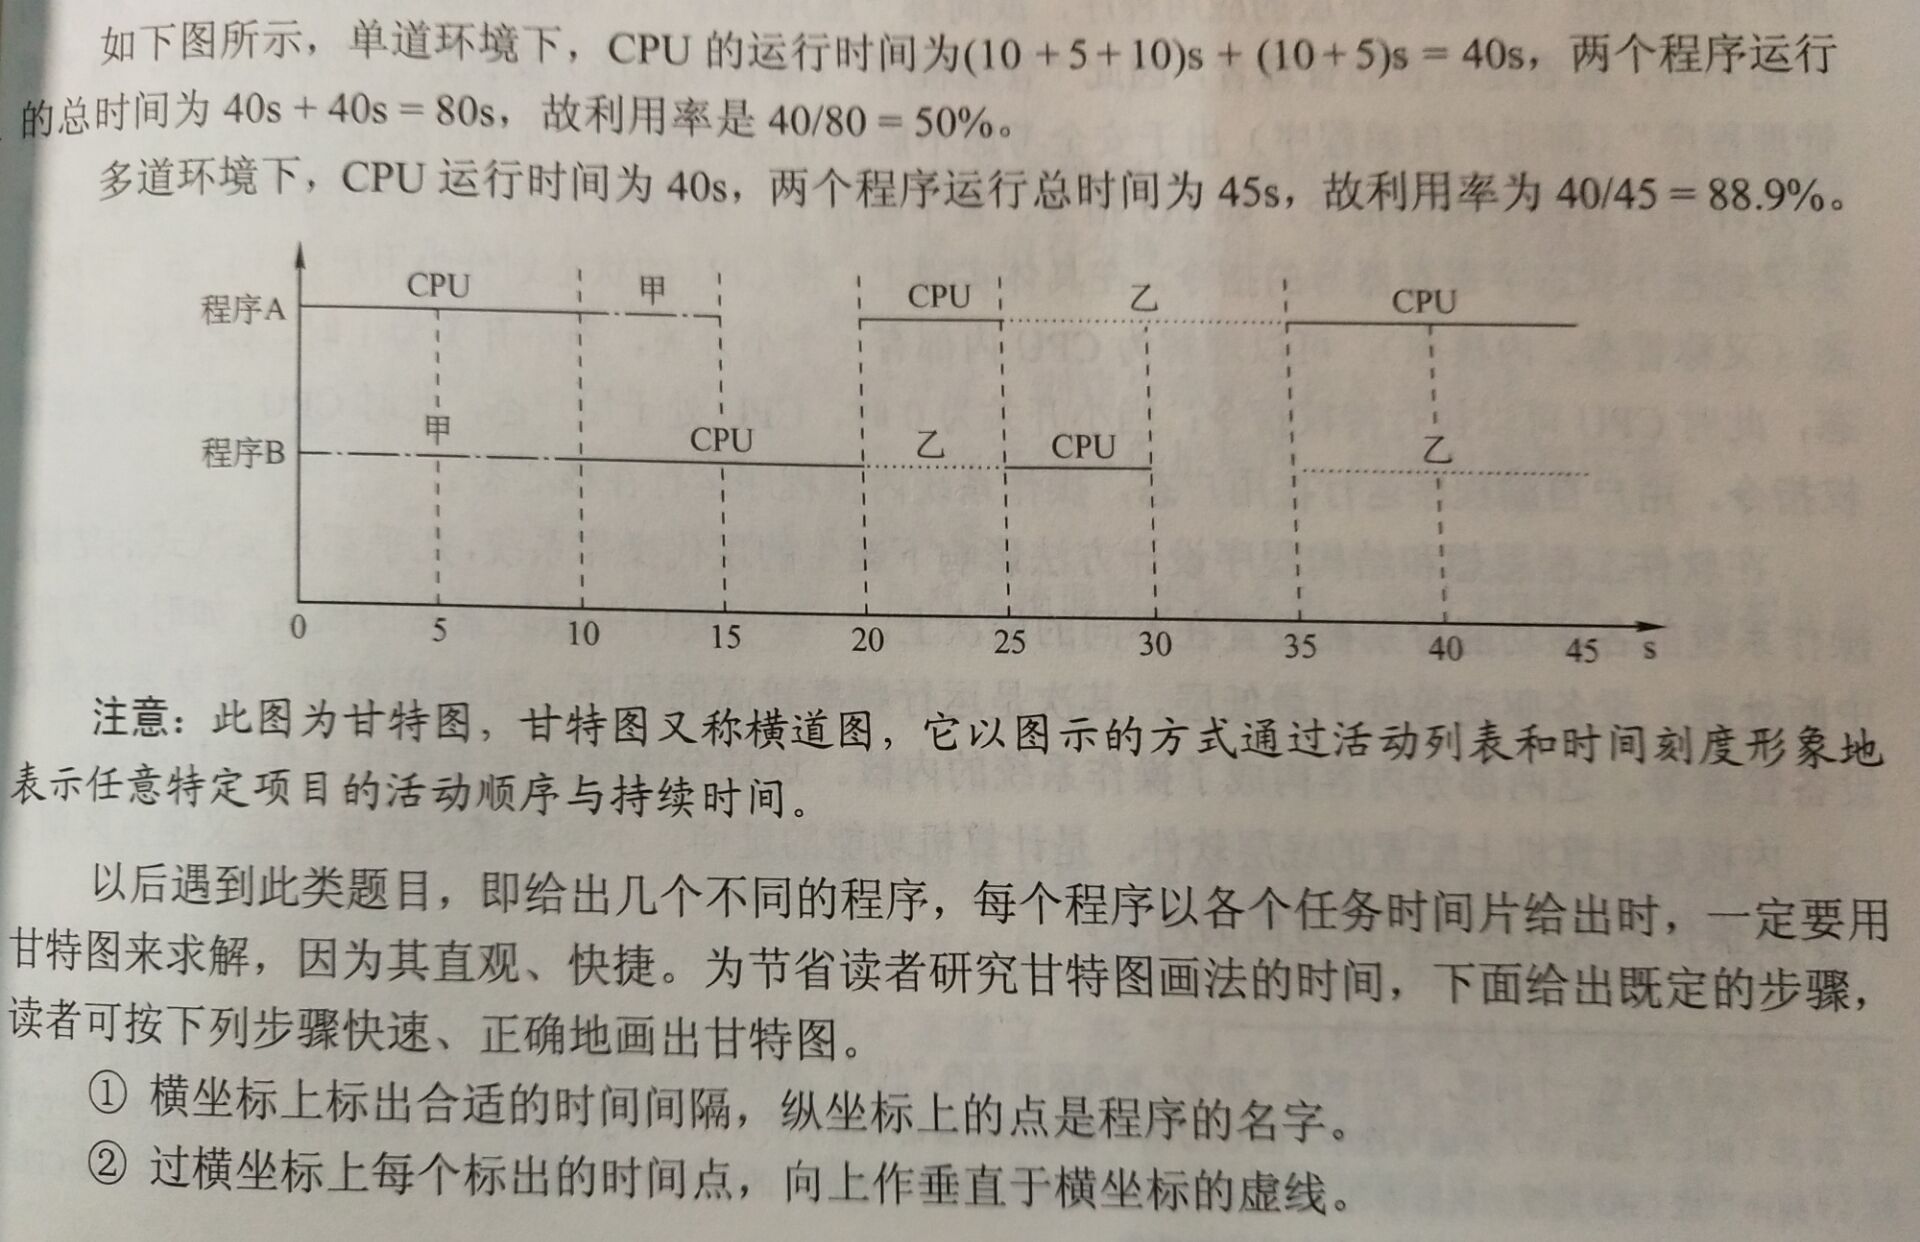 如下图所示，单道环境下，CPU 的运行时间为(10 + 5 + 10)s + (10 + 5)s = 40s，两个程序运行
的总时间为 40s + 40s = 80s，故利用率是 40/80 = 50%。
多道环境下，CPU 运行时间为 40s，两个程序运行总时间为 45s，故利用率为 40/45 = 88.9%。
程序A CPU 甲 CPU 乙 CPU
程序B 甲 CPU 乙 CPU 乙
0 5 10 15 20 25 30 35 40 45 s
注意：此图为甘特图，甘特图又称横道图，它以图示的方式通过活动列表和时间刻度形象地
表示任意特定项目的活动顺序与持续时间。
以后遇到此类题目，即给出几个不同的程序，每个程序以各个任务时间片给出时，一定要用
甘特图来求解，因为其直观、快捷。为节省读者研究甘特图画法的时间，下面给出既定的步骤，
读者可按下列步骤快速、正确地画出甘特图。
① 横坐标上标出合适的时间间隔，纵坐标上的点是程序的名字。
② 过横坐标上每个标出的时间点，向上作垂直于横坐标的虚线。